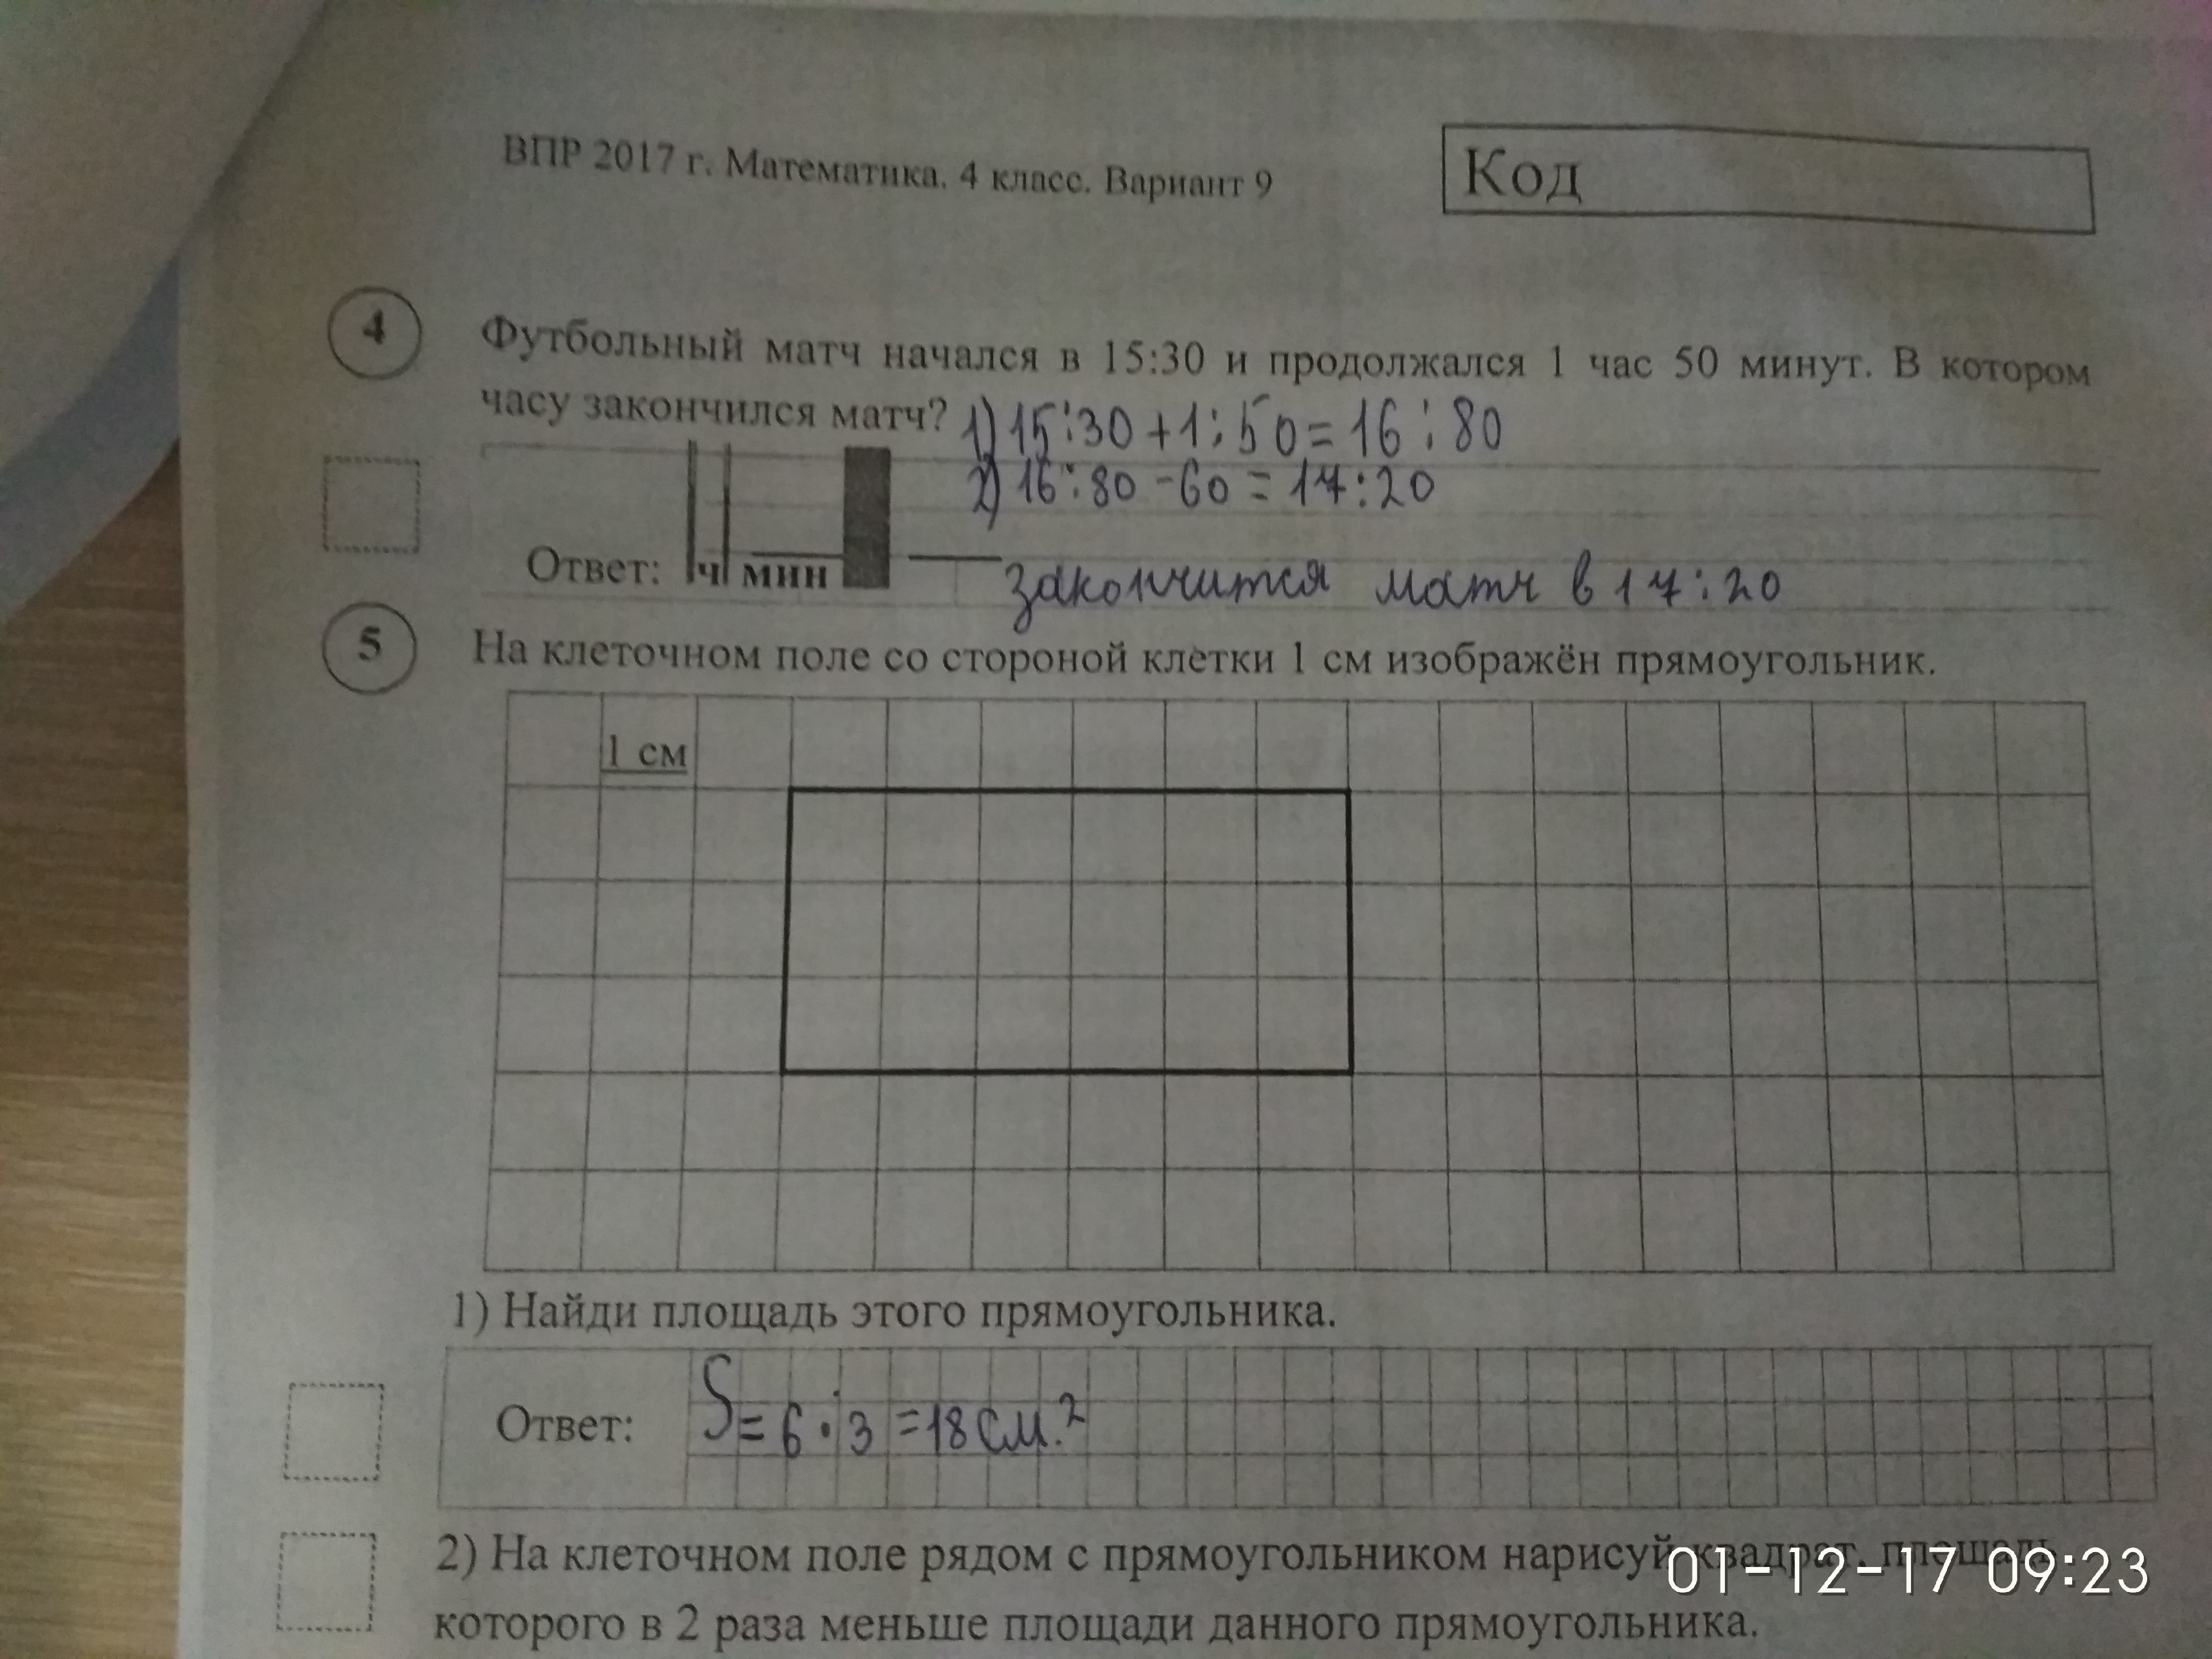 ВПР 2017 г. Математика. 4 класс. Вариант 9
Код
4
Футбольный матч начался в 15:30 и продолжался 1 час 50 минут. В котором
часу закончился матч? 1) 15:30 + 1:50 = 16:80
2) 16:80 - 60 = 17:20
Ответ: ч мин
закончится матч в 17:20
5
На клеточном поле со стороной клетки 1 см изображён прямоугольник.
1 см
1) Найди площадь этого прямоугольника.
Ответ: S = 6 · 3 = 18 см.²
2) На клеточном поле рядом с прямоугольником нарисуй квадрат, площадь
01-12-17 09:23
которого в 2 раза меньше площади данного прямоугольника.